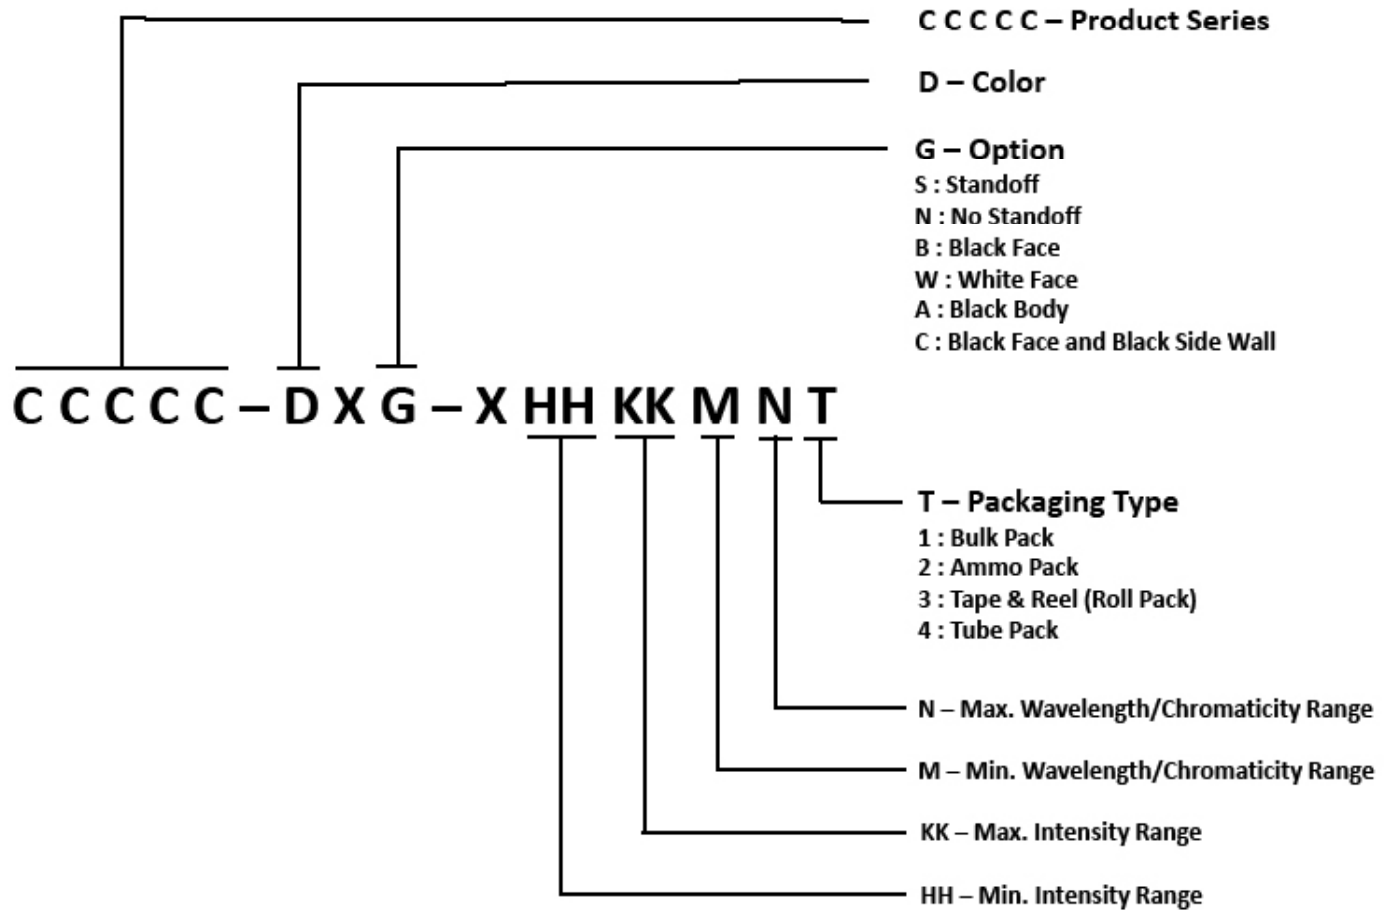 C C C C C – Product Series
D – Color
G – Option
S : Standoff
N : No Standoff
B : Black Face
W : White Face
A : Black Body
C : Black Face and Black Side Wall
C C C C C – D X G – X HH KK M N T
T – Packaging Type
1 : Bulk Pack
2 : Ammo Pack
3 : Tape & Reel (Roll Pack)
4 : Tube Pack
N – Max. Wavelength/Chromaticity Range
M – Min. Wavelength/Chromaticity Range
KK – Max. Intensity Range
HH – Min. Intensity Range